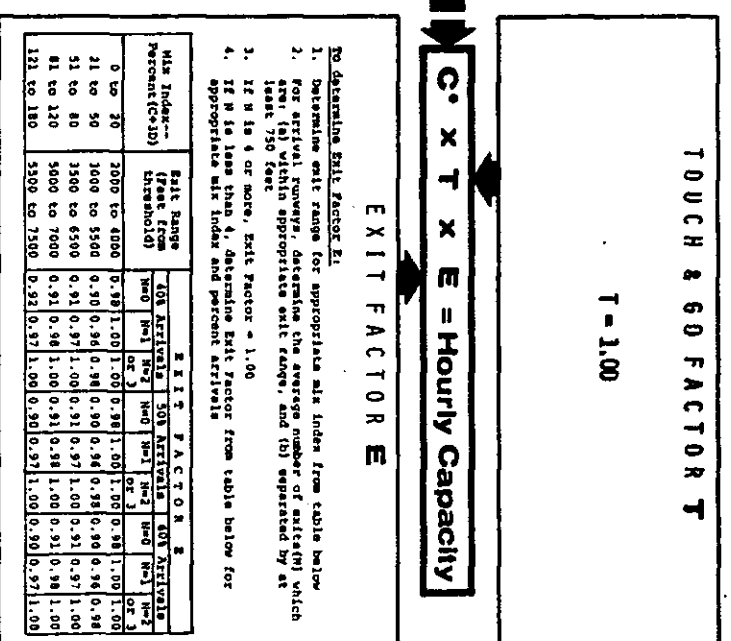 TOUCH & GO FACTOR T
T = 1.00
C* x T x E = Hourly Capacity
EXIT FACTOR E
To determine Exit Factor E:
1. Determine exit range for appropriate mix index from table below
2. For arrival runways, determine the average number of exits(N) which
are: (a) within appropriate exit range, and (b) separated by at
least 750 feet
3. If N is 4 or more, Exit Factor = 1.00
4. If N is less than 4, determine Exit Factor from table below for
appropriate mix index and percent arrivals
Mix Index--
Percent(C+3D)
Exit Range
(Feet from
threshold)
EXIT FACTOR E
40% Arrivals 50% Arrivals 60% Arrivals
N=0 N=1 N=2 or 3 N=0 N=1 N=2 or 3 N=0 N=1 N=2 or 3
0 to 20 2000 to 4000 0.98 1.00 1.00 0.98 1.00 1.00 0.98 1.00 1.00
21 to 50 3000 to 5500 0.90 0.96 0.98 0.90 0.96 0.98 0.90 0.96 0.98
51 to 80 3500 to 6500 0.91 0.97 1.00 0.91 0.97 1.00 0.91 0.97 1.00
81 to 120 5000 to 7000 0.91 0.98 1.00 0.91 0.98 1.00 0.91 0.98 1.00
121 to 180 5500 to 7500 0.92 0.97 1.00 0.90 0.97 1.00 0.90 0.97 1.00